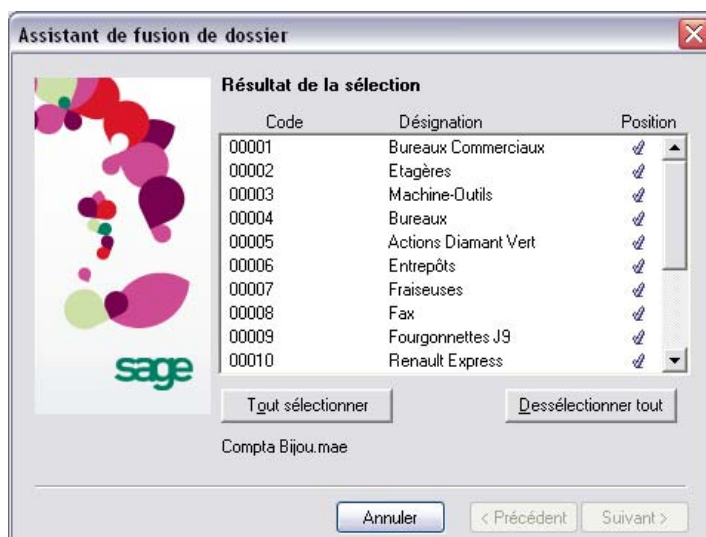 Assistant de fusion de dossier
Résultat de la sélection
Code Désignation Position
00001 Bureaux Commerciaux
00002 Etagères
00003 Machine-Outils
00004 Bureaux
00005 Actions Diamant Vert
00006 Entrepôts
00007 Fraiseuses
00008 Fax
00009 Fourgonnettes J9
00010 Renault Express
sage
Tout sélectionner Dessélectionner tout
Compta Bijou.mae
Annuler < Précédent Suivant >